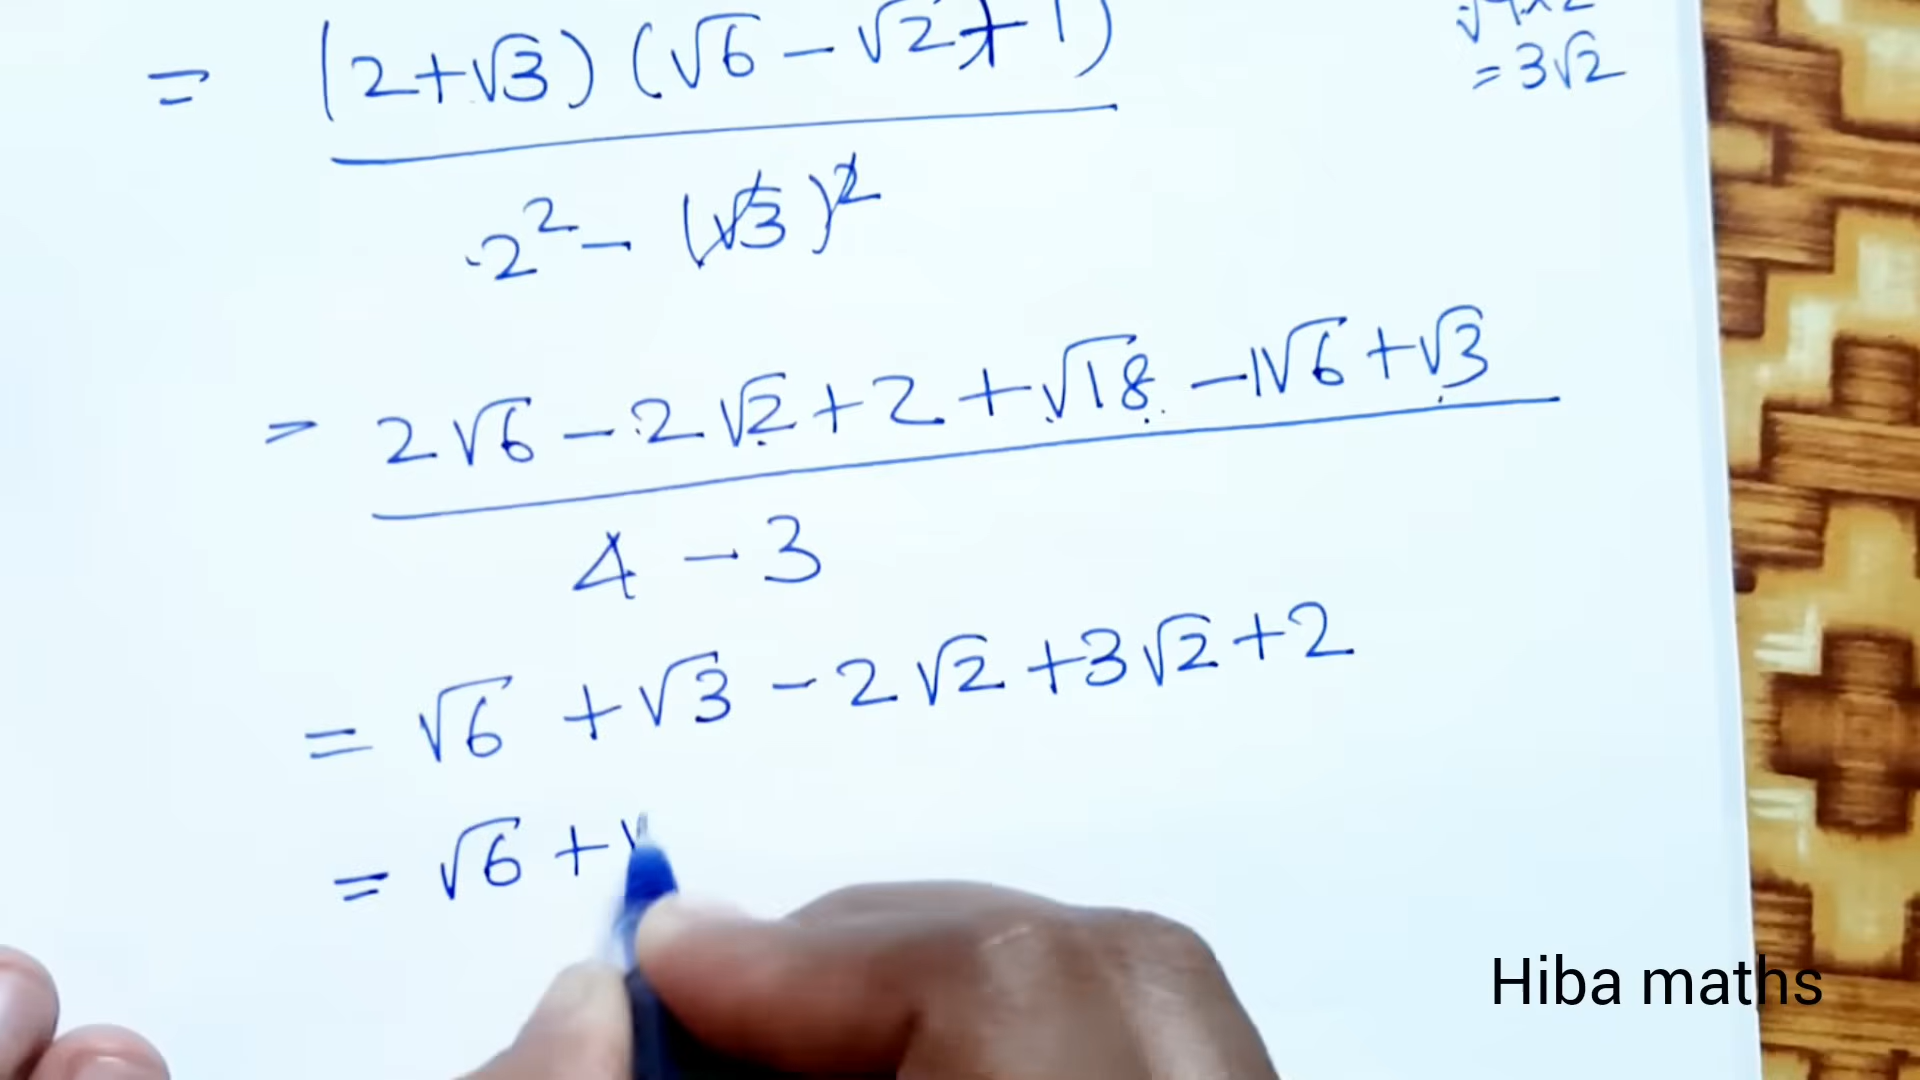 = (2+√3)(√6 - √2 + 1)
= 3√2
2² - (√3)²
= 2√6 - 2√2 + 2 + √18 - 1√6 + √3
4 - 3
= √6 + √3 - 2√2 + 3√2 + 2
= √6 + √
Hiba maths